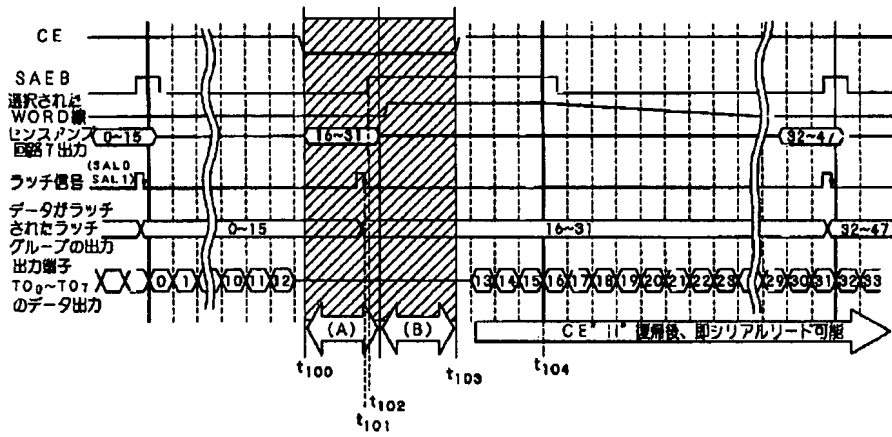 CE
SAEB
選択された
WORD線
センスアンプ
回路7出力
0~15
16~31
32~47
ラッチ信号
(SAL0
SAL1)
データがラッチ
されたラッチ
グループの出力
0~15
16~31
32~47
出力端子
TO0~TO7
のデータ出力
0 1 10 11 12 13 14 15 16 17 18 19 20 21 22 23 29 30 31 32 33
(A) (B)
CE"H"復帰後、即シリアルリード可能
t100 t103 t104
t102
t101